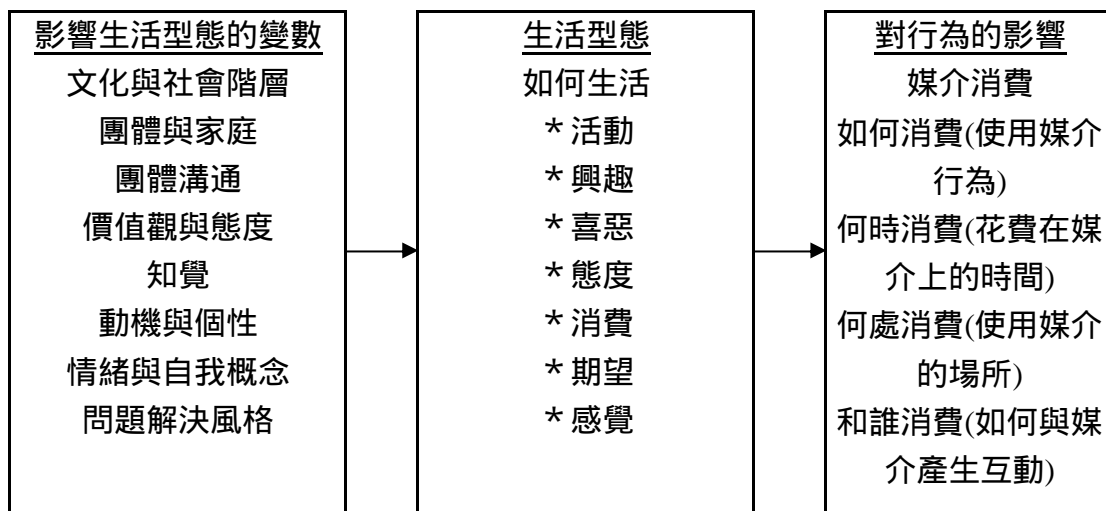 影響生活型態的變數
文化與社會階層
團體與家庭
團體溝通
價值觀與態度
知覺
動機與個性
情緒與自我概念
問題解決風格
生活型態
如何生活
*活動
*興趣
*喜惡
*態度
*消費
*期望
*感覺
對行為的影響
媒介消費
如何消費(使用媒介
行為)
何時消費(花費在媒
介上的時間)
何處消費(使用媒介
的場所)
和誰消費(如何與媒
介產生互動)